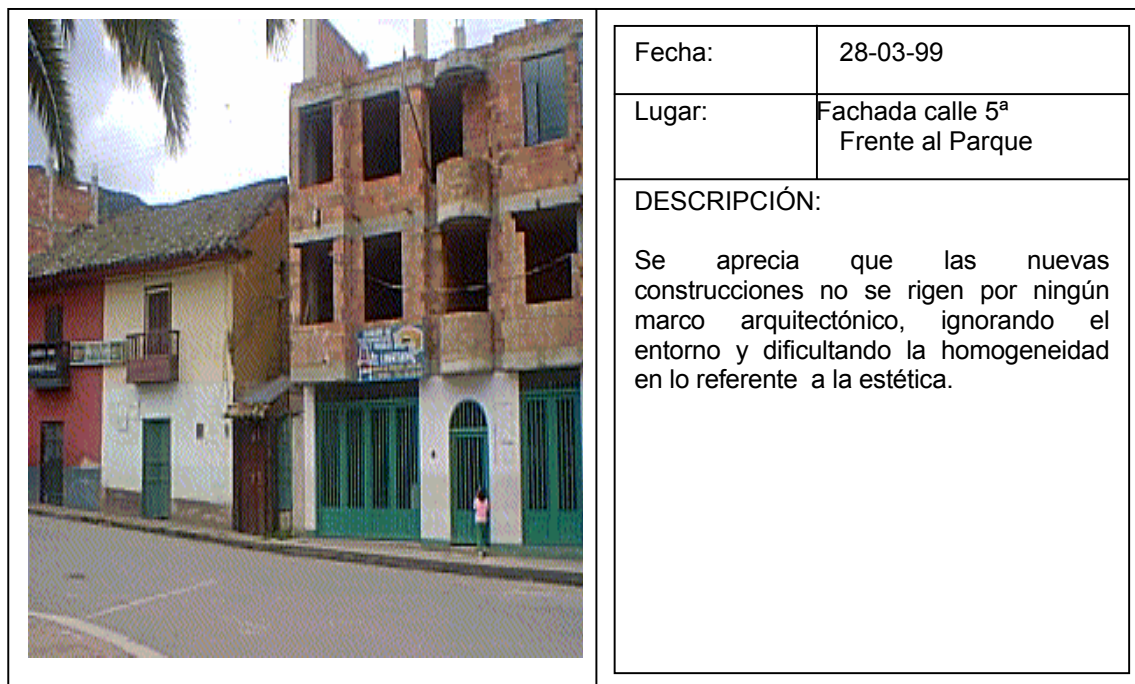 Fecha:
28-03-99
Lugar:
Fachada calle 5ª
Frente al Parque
DESCRIPCIÓN:
Se aprecia que las nuevas
construcciones no se rigen por ningún
marco arquitectónico, ignorando el
entorno y dificultando la homogeneidad
en lo referente a la estética.